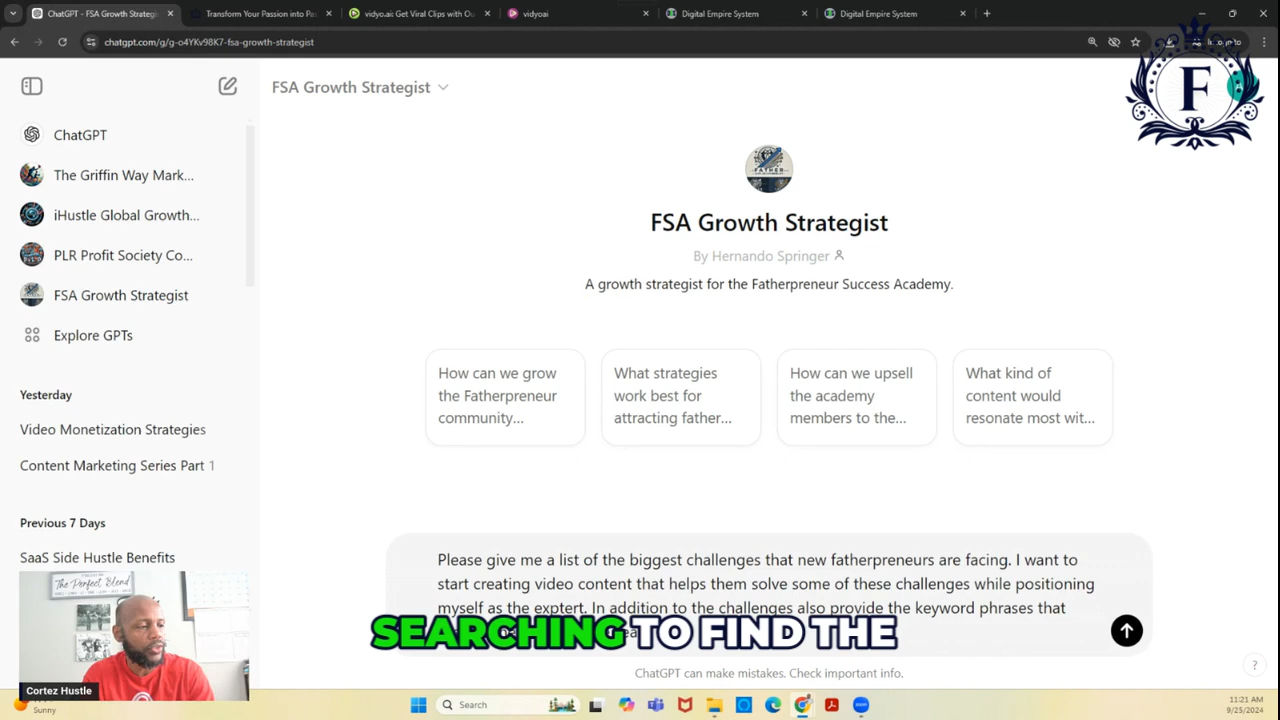 ChatGPT - FSA Growth Strategist
Transform Your Passion into Pa
vidyo.ai: Get Viral Clips with Ou
vidyoai
Digital Empire System
Digital Empire System
chatgpt.com/g/g-o4YKv98K7-fsa-growth-strategist
F
FSA Growth Strategist
ChatGPT
The Griffin Way Mark...
iHustle Global Growth...
PLR Profit Society Co...
FSA Growth Strategist
Explore GPTs
Yesterday
Video Monetization Strategies
Content Marketing Series Part 1
Previous 7 Days
SaaS Side Hustle Benefits
The Perfect Blend
Cortez Hustle
FATHER
FSA Growth Strategist
By Hernando Springer
A growth strategist for the Fatherpreneur Success Academy.
How can we grow
the Fatherpreneur
community...
What strategies
work best for
attracting father...
How can we upsell
the academy
members to the...
What kind of
content would
resonate most wit...
Please give me a list of the biggest challenges that new fatherpreneurs are facing. I want to
start creating video content that helps them solve some of these challenges while positioning
myself as the exptert. In addition to the challenges also provide the keyword phrases that
SEARCHING TO FIND THE
ChatGPT can make mistakes. Check important info.
?
Sunny
Search
11:21 AM
9/25/2024